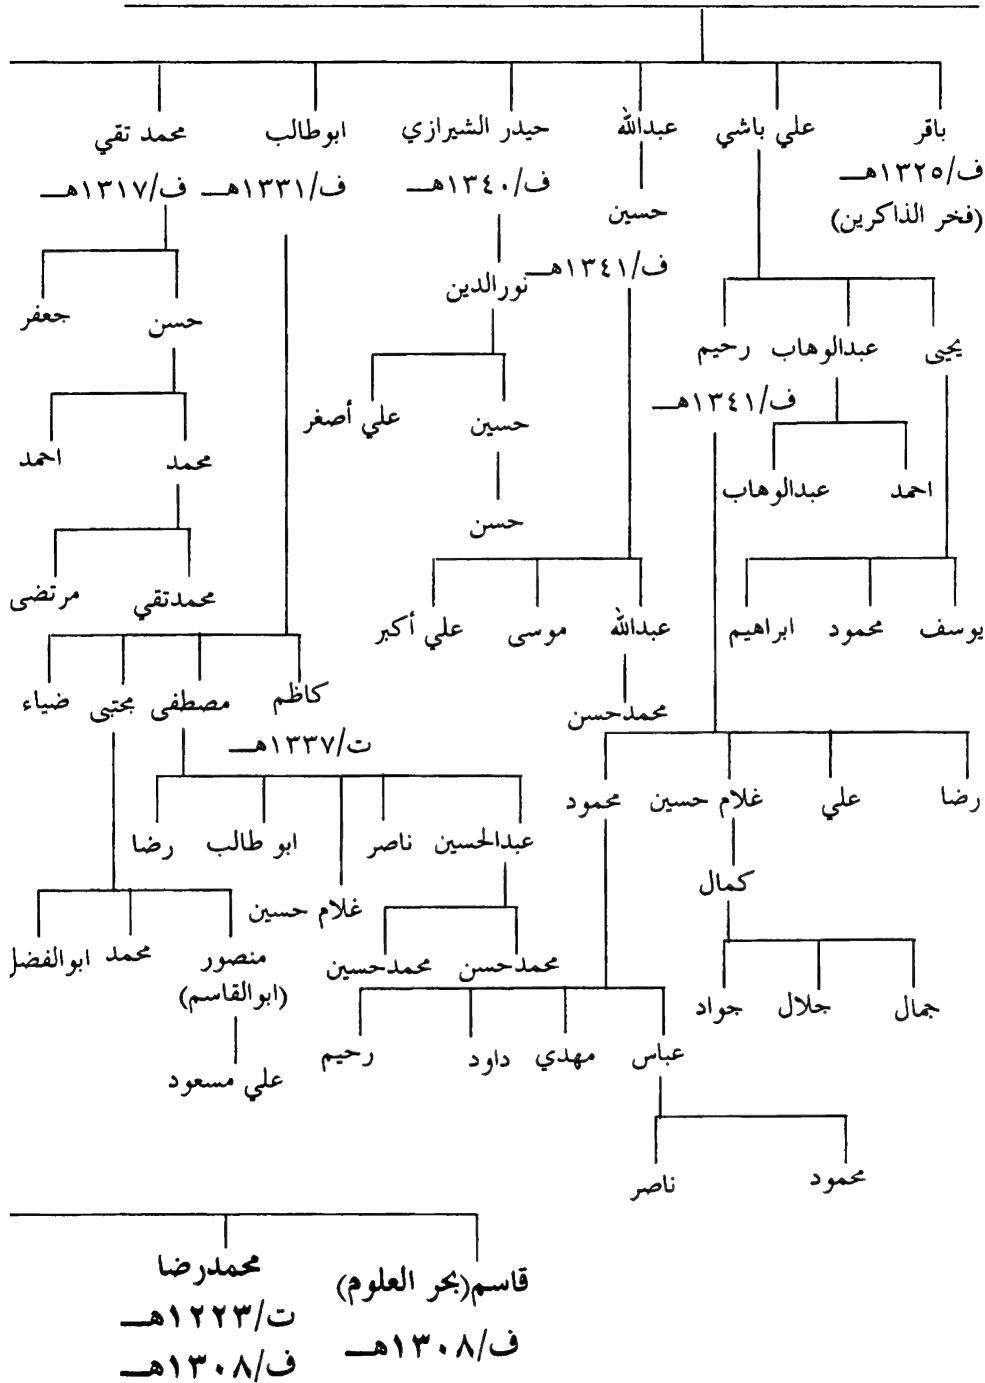 باقر
ف/١٣٢٥هـ
(فخر الذاكرين)
علي باشي
عبدالله
حيدر الشيرازي
ف/١٣٤٠هـ
ابوطالب
ف/١٣٣١هـ
محمد تقي
ف/١٣١٧هـ
حسين
ف/١٣٤١هـ
نورالدين
حسن
جعفر
يحيى
عبدالوهاب
رحيم
ف/١٣٤١هـ
حسين
علي أصغر
محمد
احمد
احمد
عبدالوهاب
حسن
محمدتقي
مرتضى
يوسف
محمود
ابراهيم
عبدالله
موسى
علي أكبر
كاظم
ت/١٣٣٧هـ
مصطفى
مجتبى
ضياء
محمدحسن
رضا
علي
غلام حسين
محمود
عبدالحسين
ناصر
ابو طالب
رضا
كمال
غلام حسين
محمدحسن
محمدحسين
منصور
(ابوالقاسم)
محمد
ابوالفضل
جمال
جلال
جواد
عباس
مهدي
داود
رحيم
علي مسعود
محمود
ناصر
قاسم(بحر العلوم)
ف/١٣٠٨هـ
محمدرضا
ت/١٢٢٣هـ
ف/١٣٠٨هـ